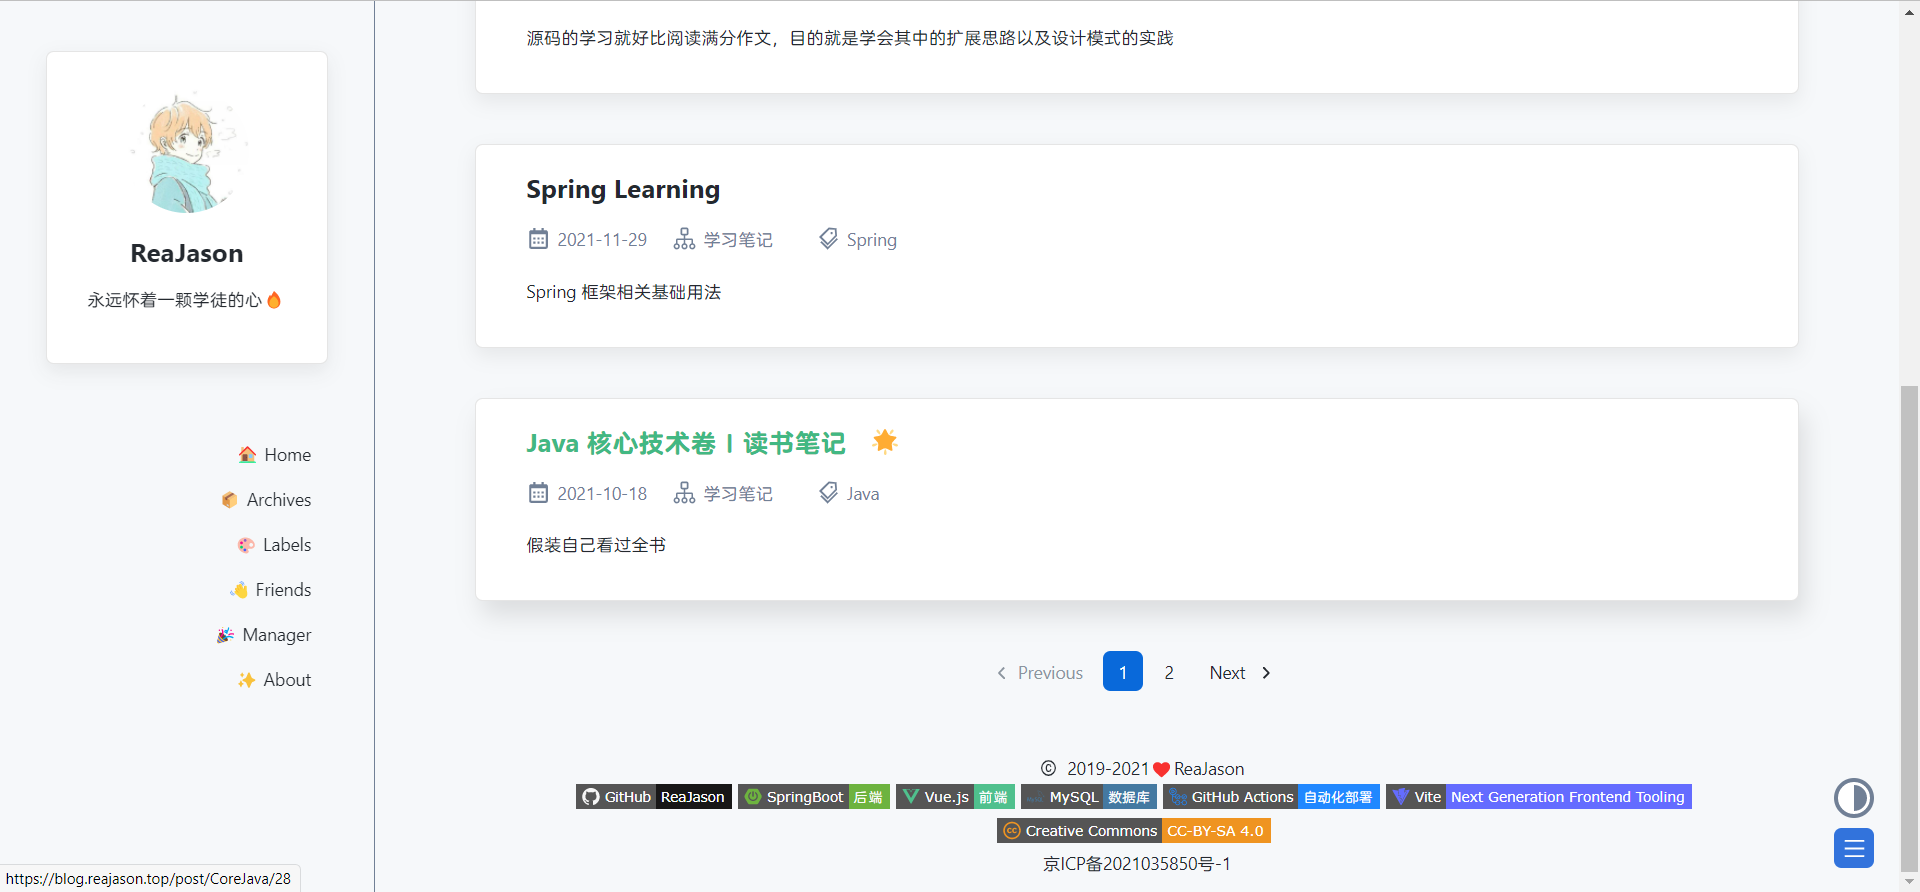 源码的学习就好比阅读满分作文，目的就是学会其中的扩展思路以及设计模式的实践
ReaJason
永远怀着一颗学徒的心
Home
Archives
Labels
Friends
Manager
About
Spring Learning
2021-11-29 学习笔记 Spring
Spring 框架相关基础用法
Java 核心技术卷 I 读书笔记
2021-10-18 学习笔记 Java
假装自己看过全书
Previous 1 2 Next
© 2019-2021 ReaJason
GitHub ReaJason SpringBoot 后端 Vue.js 前端 MySQL 数据库 GitHub Actions 自动化部署 Vite Next Generation Frontend Tooling
cc Creative Commons CC-BY-SA 4.0
京ICP备2021035850号-1
https://blog.reajason.top/post/CoreJava/28